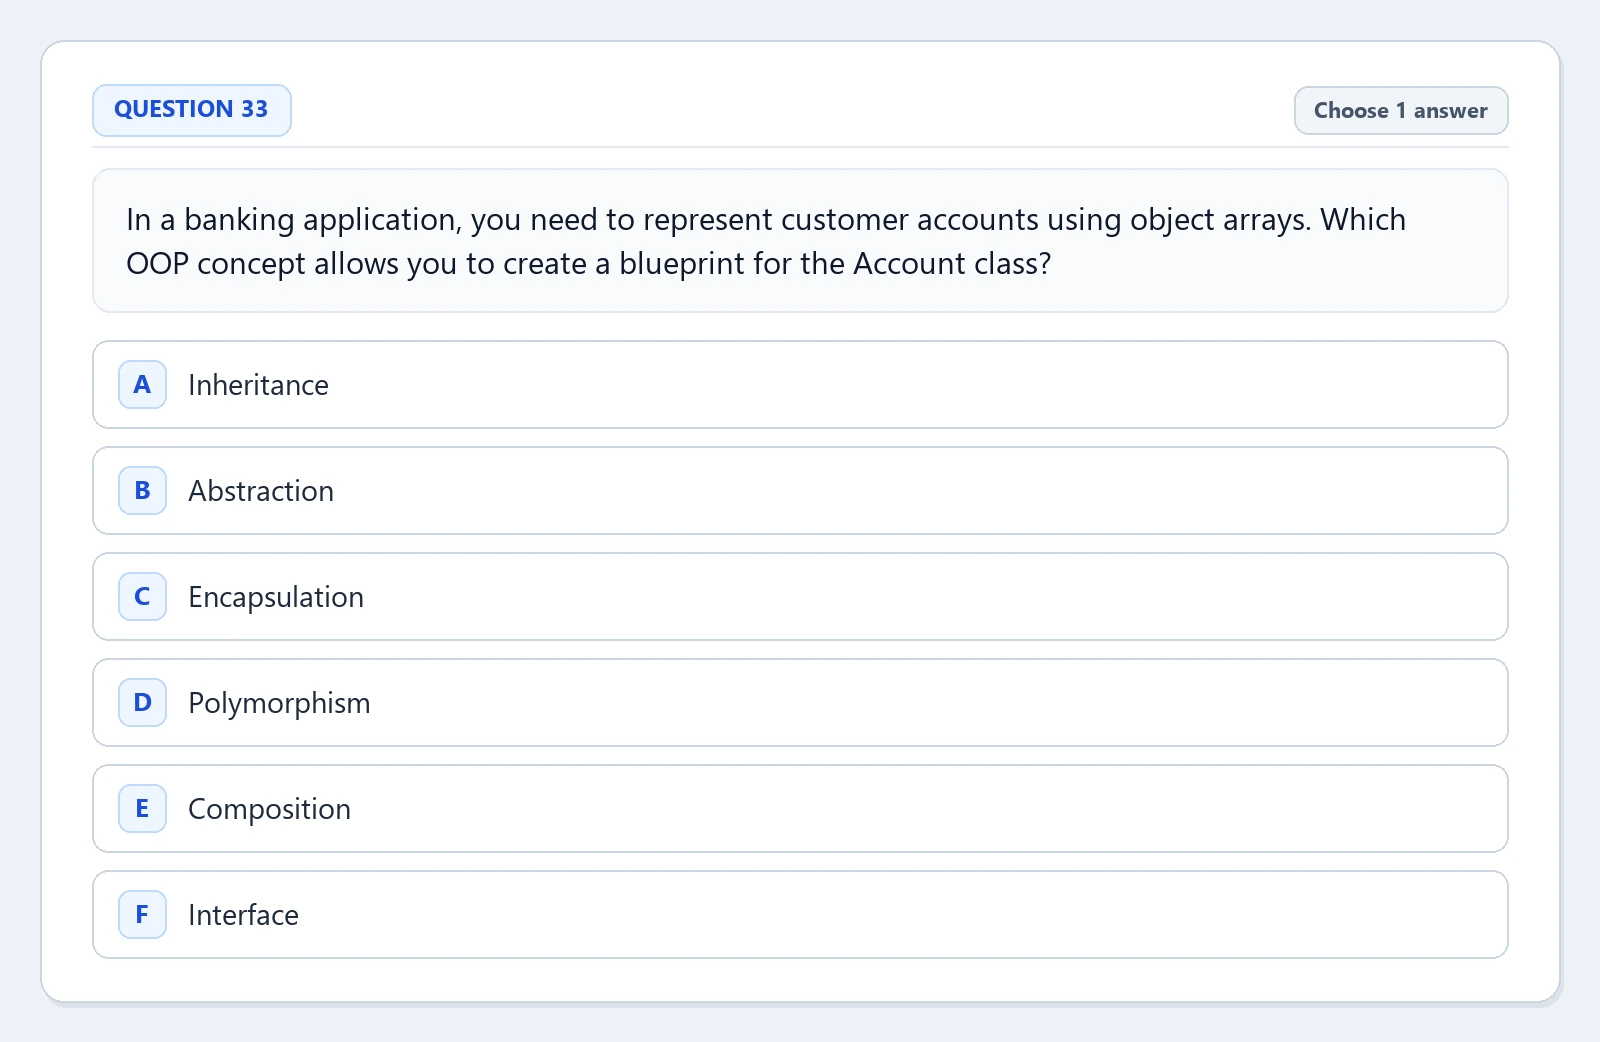 QUESTION 33
Choose 1 answer
In a banking application, you need to represent customer accounts using object arrays. Which
OOP concept allows you to create a blueprint for the Account class?
A Inheritance
B Abstraction
C Encapsulation
D Polymorphism
E Composition
F Interface